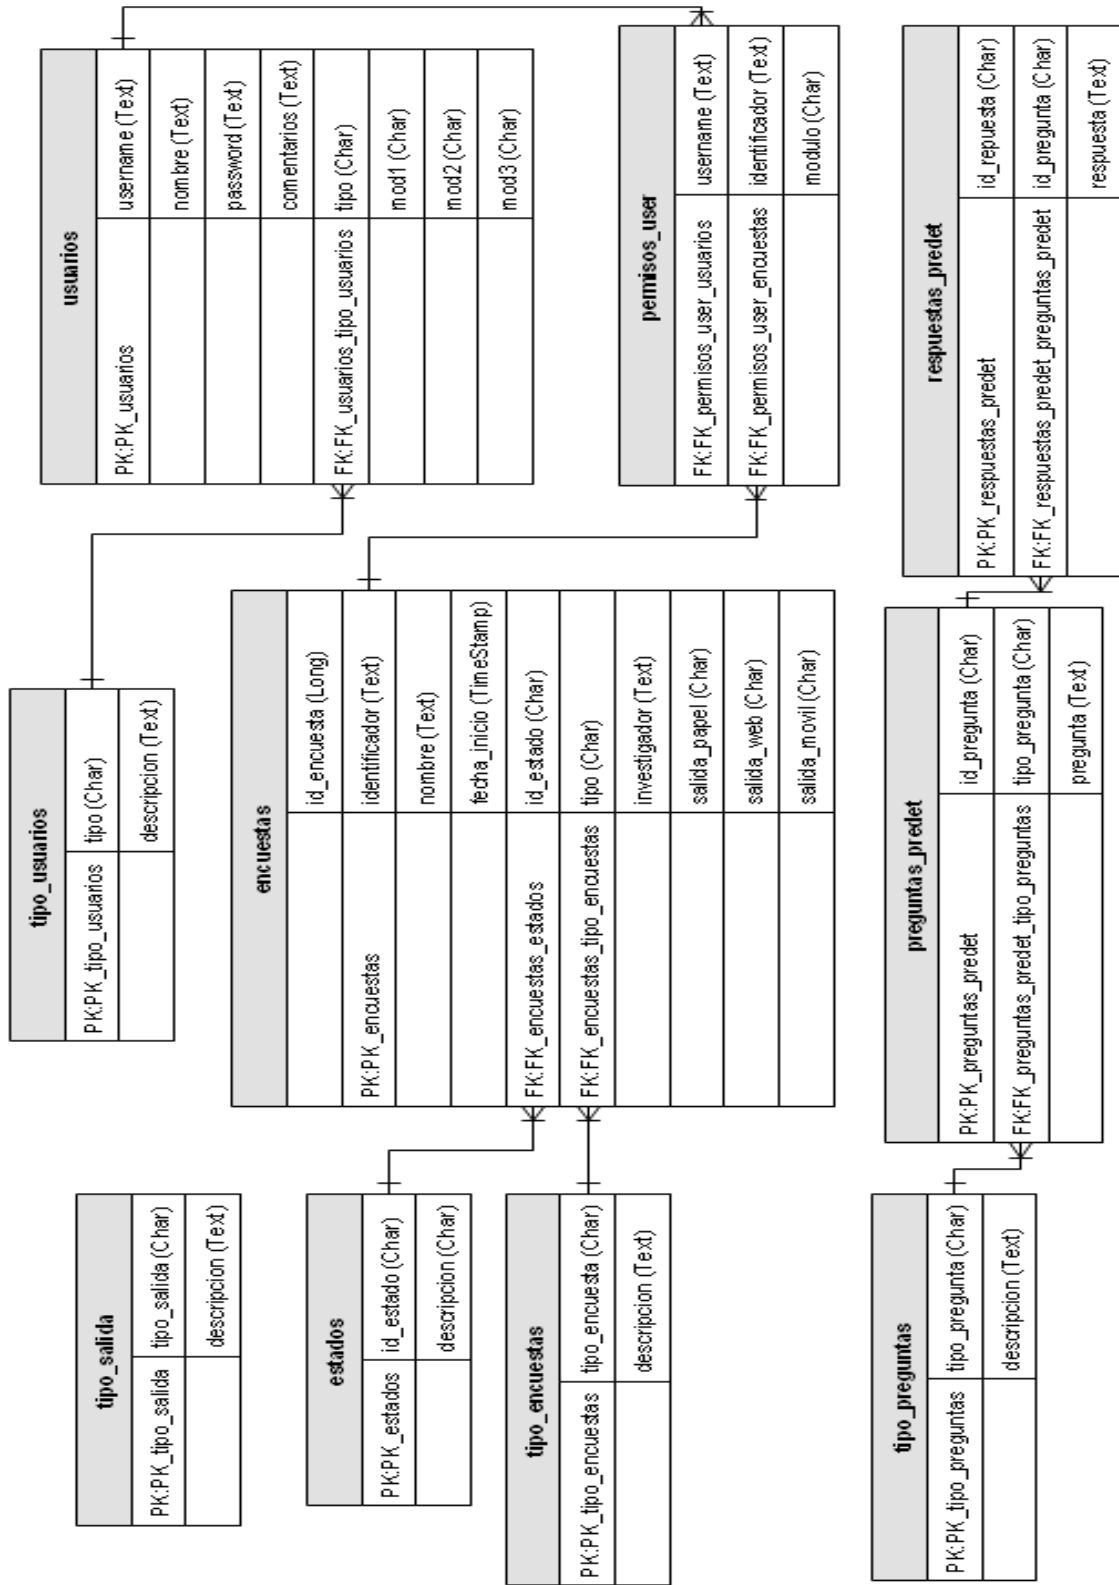 tipo_salida
PK:PK_tipo_salida tipo_salida (Char)
descripcion (Text)
estados
PK:PK_estados id_estado (Char)
descripcion (Char)
tipo_encuestas
PK:PK_tipo_encuestas tipo_encuesta (Char)
descripcion (Text)
tipo_preguntas
PK:PK_tipo_preguntas tipo_pregunta (Char)
descripcion (Text)
tipo_usuarios
PK:PK_tipo_usuarios tipo (Char)
descripcion (Text)
encuestas
id_encuesta (Long)
PK:PK_encuestas identificador (Text)
nombre (Text)
fecha_inicio (TimeStamp)
FK:FK_encuestas_estados id_estado (Char)
FK:FK_encuestas_tipo_encuestas tipo (Char)
investigador (Text)
salida_papel (Char)
salida_web (Char)
salida_movil (Char)
preguntas_predet
PK:PK_preguntas_predet id_pregunta (Char)
FK:FK_preguntas_predet_tipo_preguntas tipo_pregunta (Char)
pregunta (Text)
usuarios
PK:PK_usuarios username (Text)
nombre (Text)
password (Text)
comentarios (Text)
FK:FK_usuarios_tipo_usuarios tipo (Char)
mod1 (Char)
mod2 (Char)
mod3 (Char)
permisos_user
FK:FK_permisos_user_usuarios username (Text)
FK:FK_permisos_user_encuestas identificador (Text)
modulo (Char)
respuestas_predet
PK:PK_respuestas_predet id_repuesta (Char)
FK:FK_respuestas_predet_preguntas_predet id_pregunta (Char)
respuesta (Text)